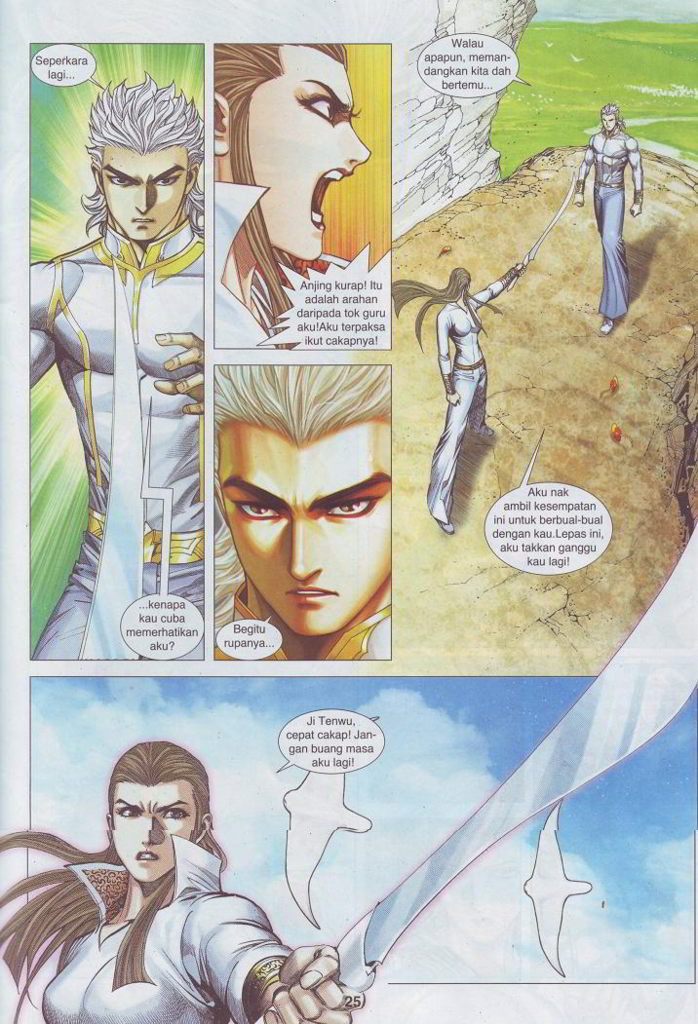 Seperkara
lagi...
...kenapa
kau cuba
memerhatikan
aku?
Anjing kurap! Itu
adalah arahan
daripada tok guru
aku!Aku terpaksa
ikut cakapnya!
Begitu
rupanya...
Walau
apapun, meman-
dangkan kita dah
bertemu...
Aku nak
ambil kesempatan
ini untuk berbual-bual
dengan kau.Lepas ini,
aku takkan ganggu
kau lagi!
Ji Tenwu,
cepat cakap! Jan-
gan buang masa
aku lagi!
25